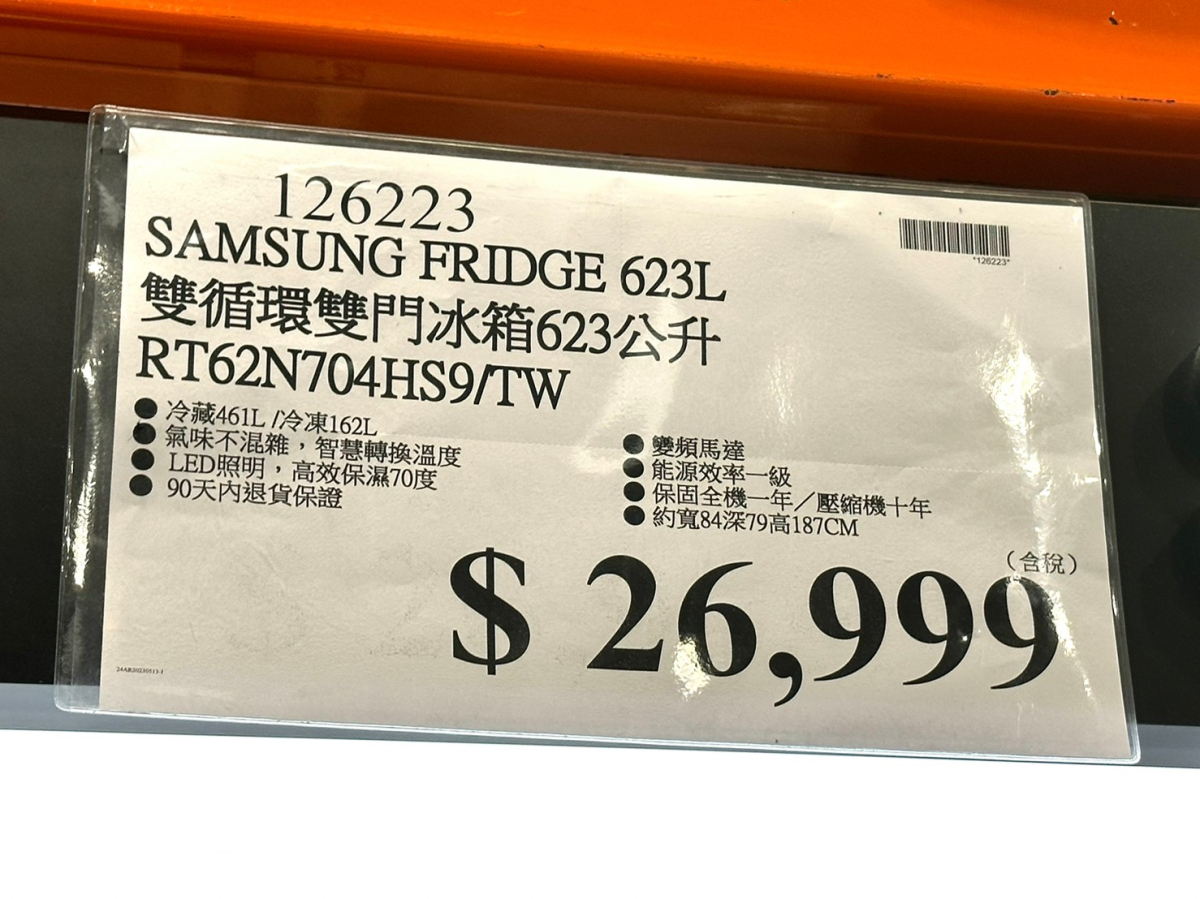 126223
*126223*
SAMSUNG FRIDGE 623L
雙循環雙門冰箱623公升
RT62N704HS9/TW
● 冷藏461L /冷凍162L
● 氣味不混雜，智慧轉換溫度
● LED照明，高效保濕70度
● 90天內退貨保證
● 變頻馬達
● 能源效率一級
● 保固全機一年／壓縮機十年
● 約寬84深79高187CM
（含稅）
$ 26,999